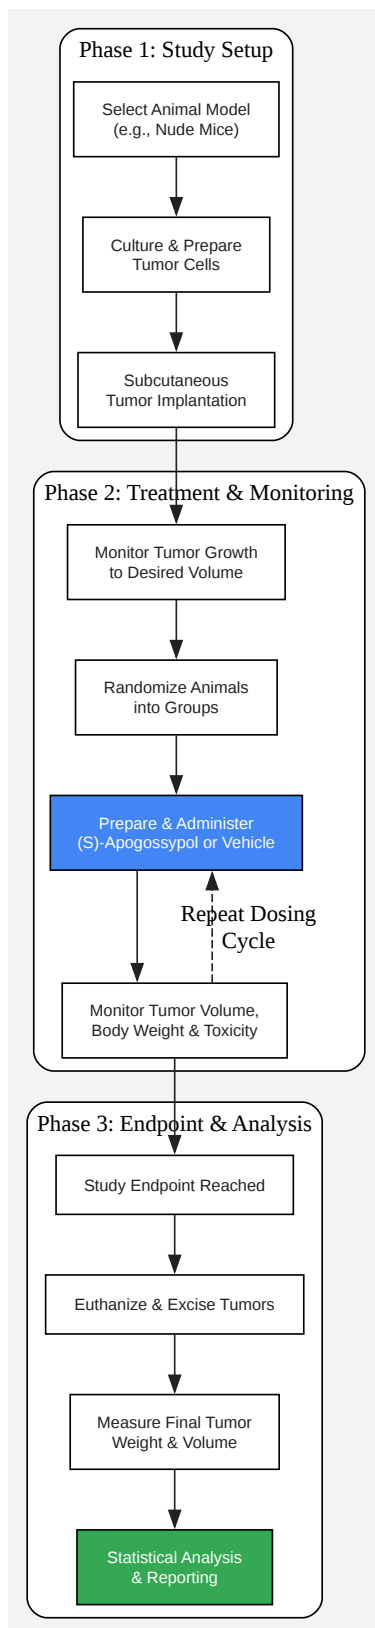 Phase 1: Study Setup
Select Animal Model
(e.g., Nude Mice)
Culture & Prepare
Tumor Cells
Subcutaneous
Tumor Implantation
Phase 2: Treatment & Monitoring
Monitor Tumor Growth
to Desired Volume
Randomize Animals
into Groups
Prepare & Administer
(S)-Apogossypol or Vehicle
Repeat Dosing
Cycle
Monitor Tumor Volume,
Body Weight & Toxicity
Phase 3: Endpoint & Analysis
Study Endpoint Reached
Euthanize & Excise Tumors
Measure Final Tumor
Weight & Volume
Statistical Analysis
& Reporting